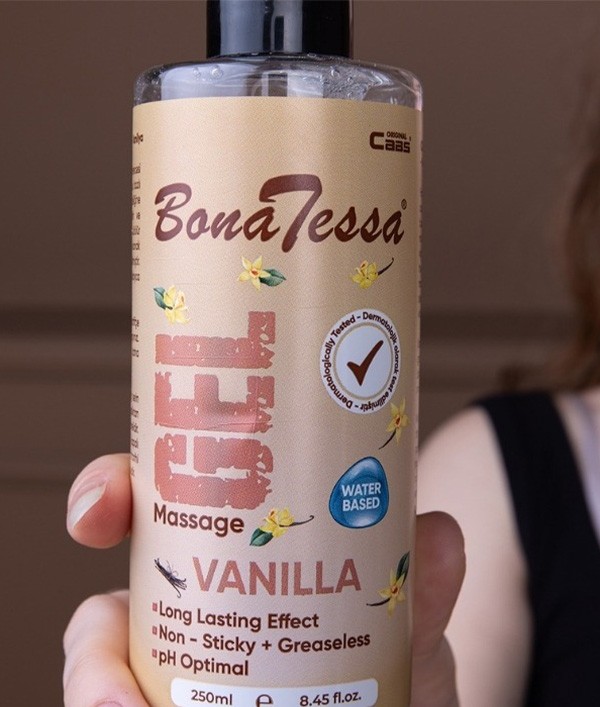 ORIGINAL
Caas
BonaTessa®
GEL
Massage
Dermatologically Tested - Dermatolojik olarak test edilmiştir -
WATER
BASED
VANILLA
Long Lasting Effect
Non - Sticky + Greaseless
pH Optimal
250ml ℮ 8.45 fl.oz.